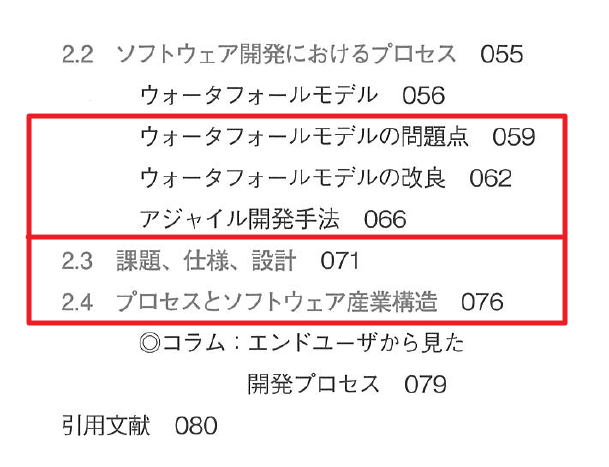 2.2 ソフトウェア開発におけるプロセス 055
ウォータフォールモデル 056
ウォータフォールモデルの問題点 059
ウォータフォールモデルの改良 062
アジャイル開発手法 066
2.3 課題、仕様、設計 071
2.4 プロセスとソフトウェア産業構造 076
◎コラム：エンドユーザから見た
開発プロセス 079
引用文献 080